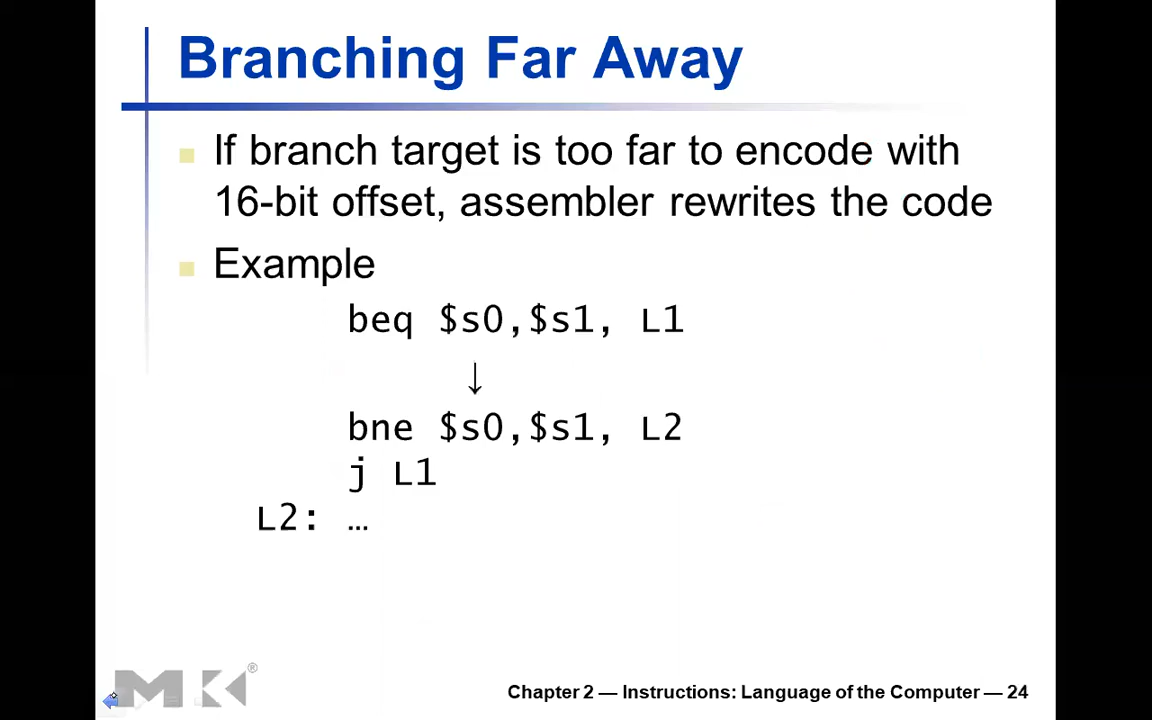 Branching Far Away
If branch target is too far to encode with
16-bit offset, assembler rewrites the code
Example
beq $s0,$s1, L1
↓
bne $s0,$s1, L2
j L1
L2: …
MK®
Chapter 2 — Instructions: Language of the Computer — 24